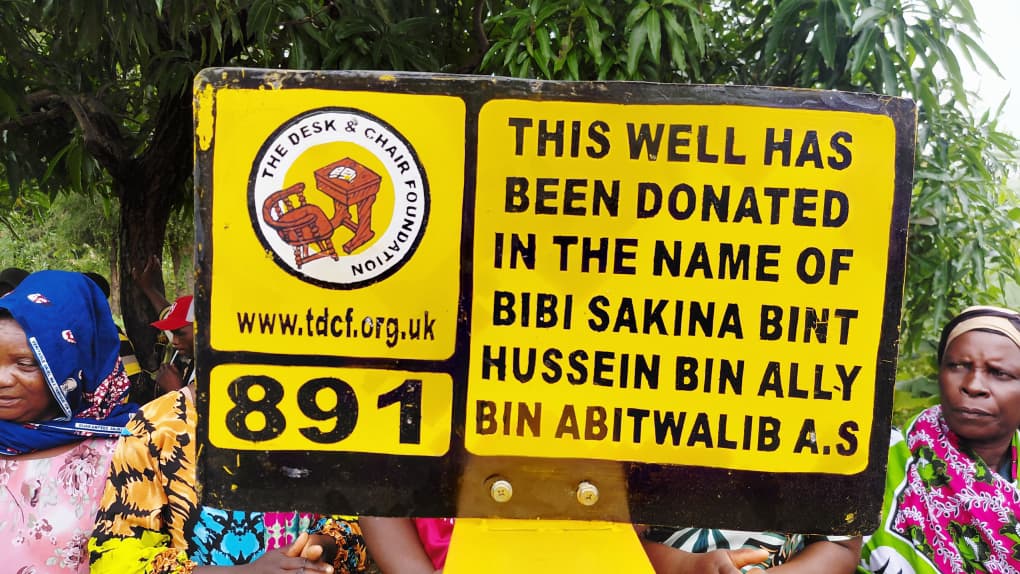 THE DESK & CHAIR FOUNDATION
www.tdcf.org.uk
891
THIS WELL HAS
BEEN DONATED
IN THE NAME OF
BIBI SAKINA BINT
HUSSEIN BIN ALLY
BIN ABITWALIB A.S